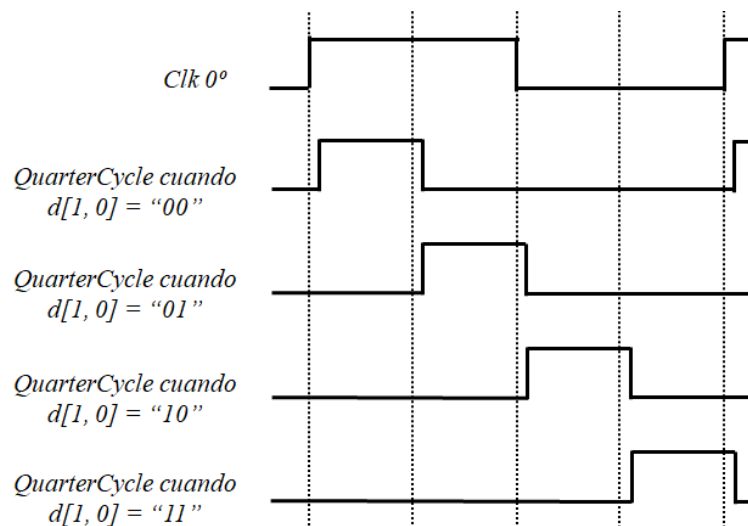 Clk 0º
QuarterCycle cuando
d[1, 0] = “00”
QuarterCycle cuando
d[1, 0] = “01”
QuarterCycle cuando
d[1, 0] = “10”
QuarterCycle cuando
d[1, 0] = “11”